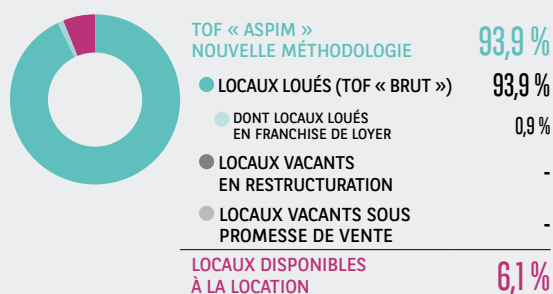 TOF « ASPIM »
NOUVELLE MÉTHODOLOGIE 93,9 %
LOCAUX LOUÉS (TOF « BRUT ») 93,9 %
DONT LOCAUX LOUÉS
EN FRANCHISE DE LOYER 0,9 %
LOCAUX VACANTS
EN RESTRUCTURATION -
LOCAUX VACANTS SOUS
PROMESSE DE VENTE -
LOCAUX DISPONIBLES
À LA LOCATION 6,1 %